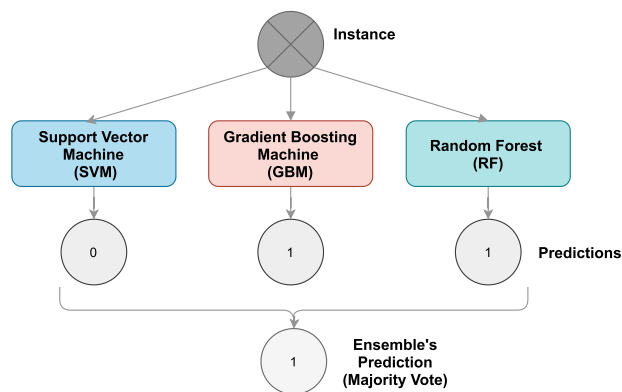 Instance
Support Vector
Machine
(SVM)
Gradient Boosting
Machine
(GBM)
Random Forest
(RF)
0
1
1
Predictions
1
Ensemble's
Prediction
(Majority Vote)